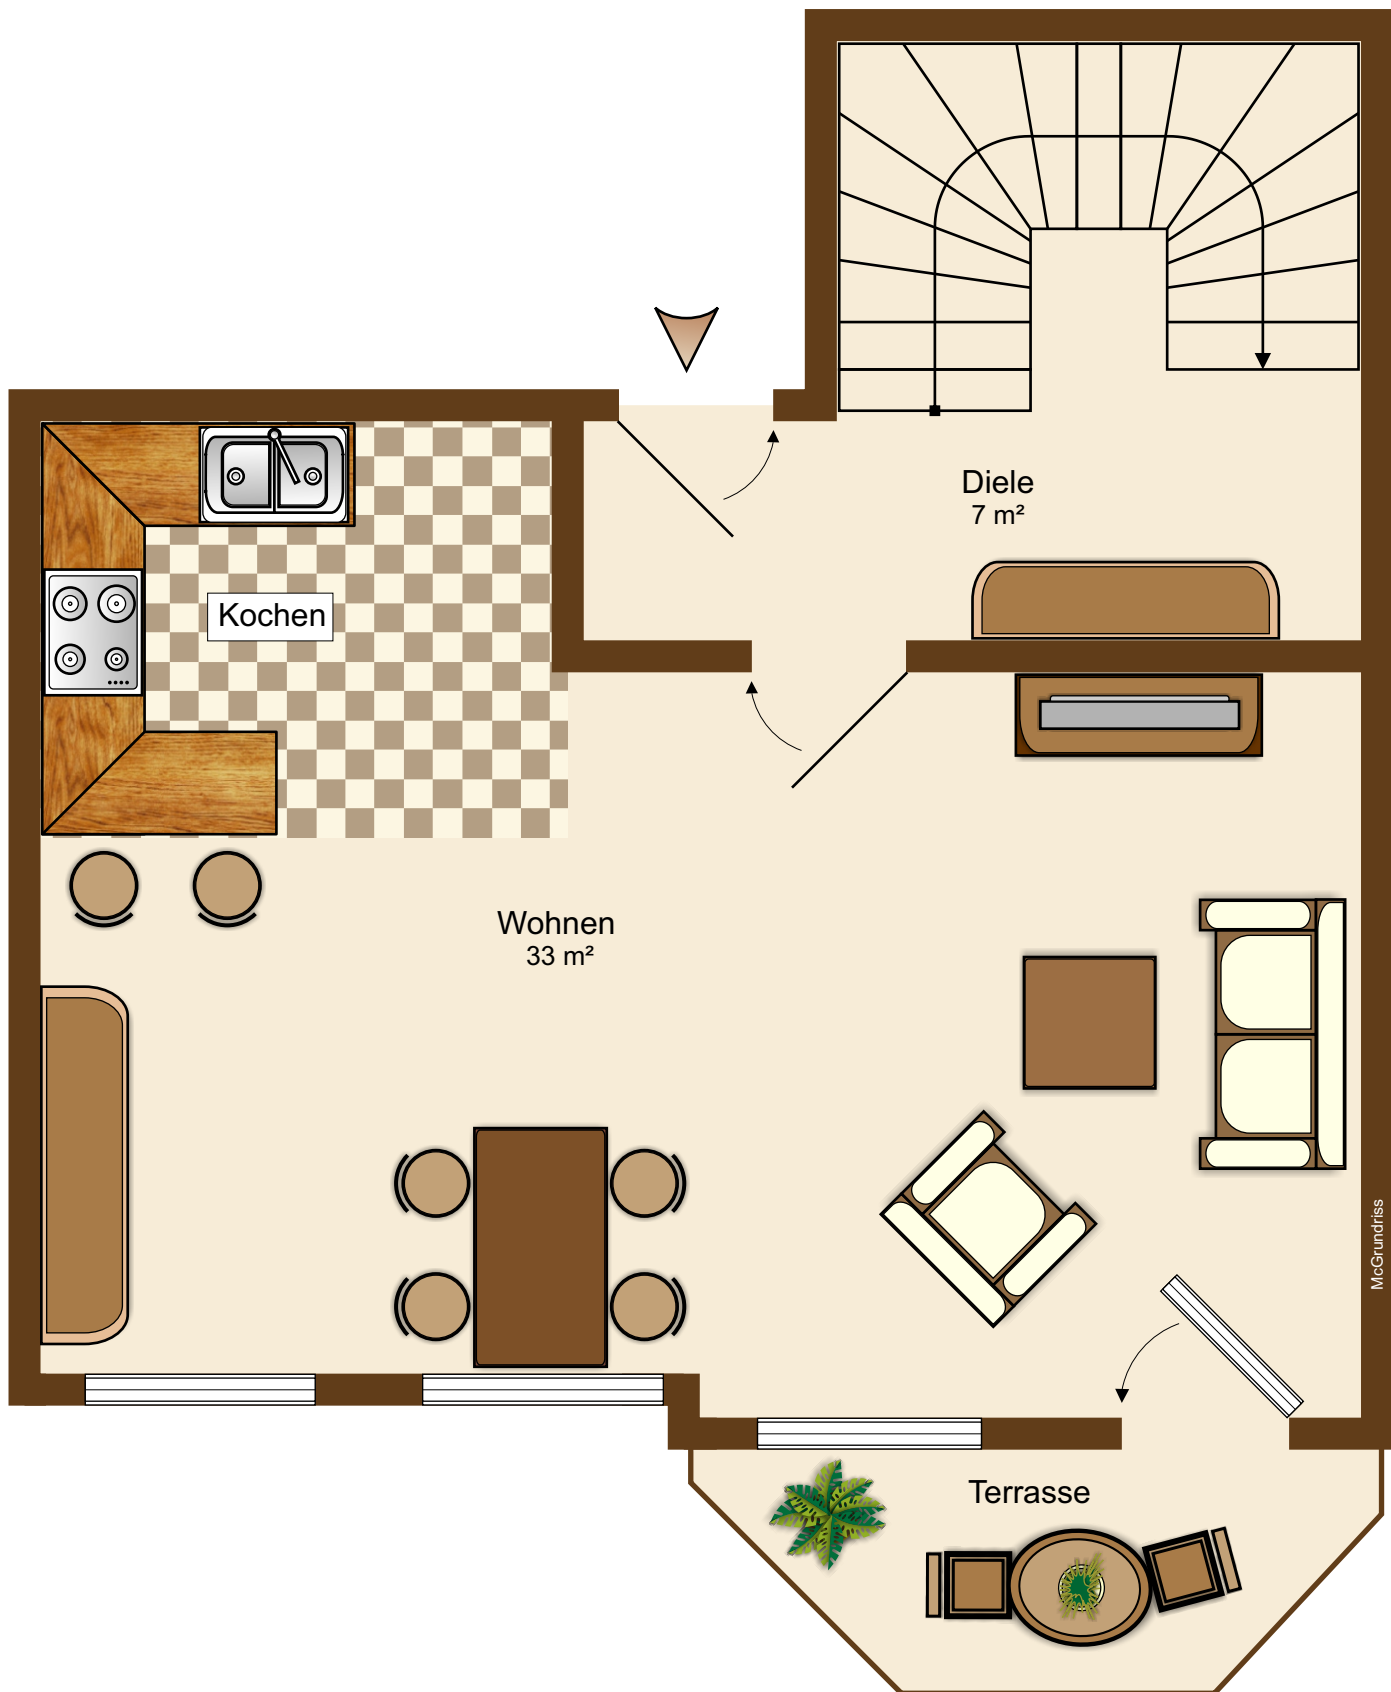 Diele
7 m²
Kochen
Wohnen
33 m²
McGrundriss
Terrasse